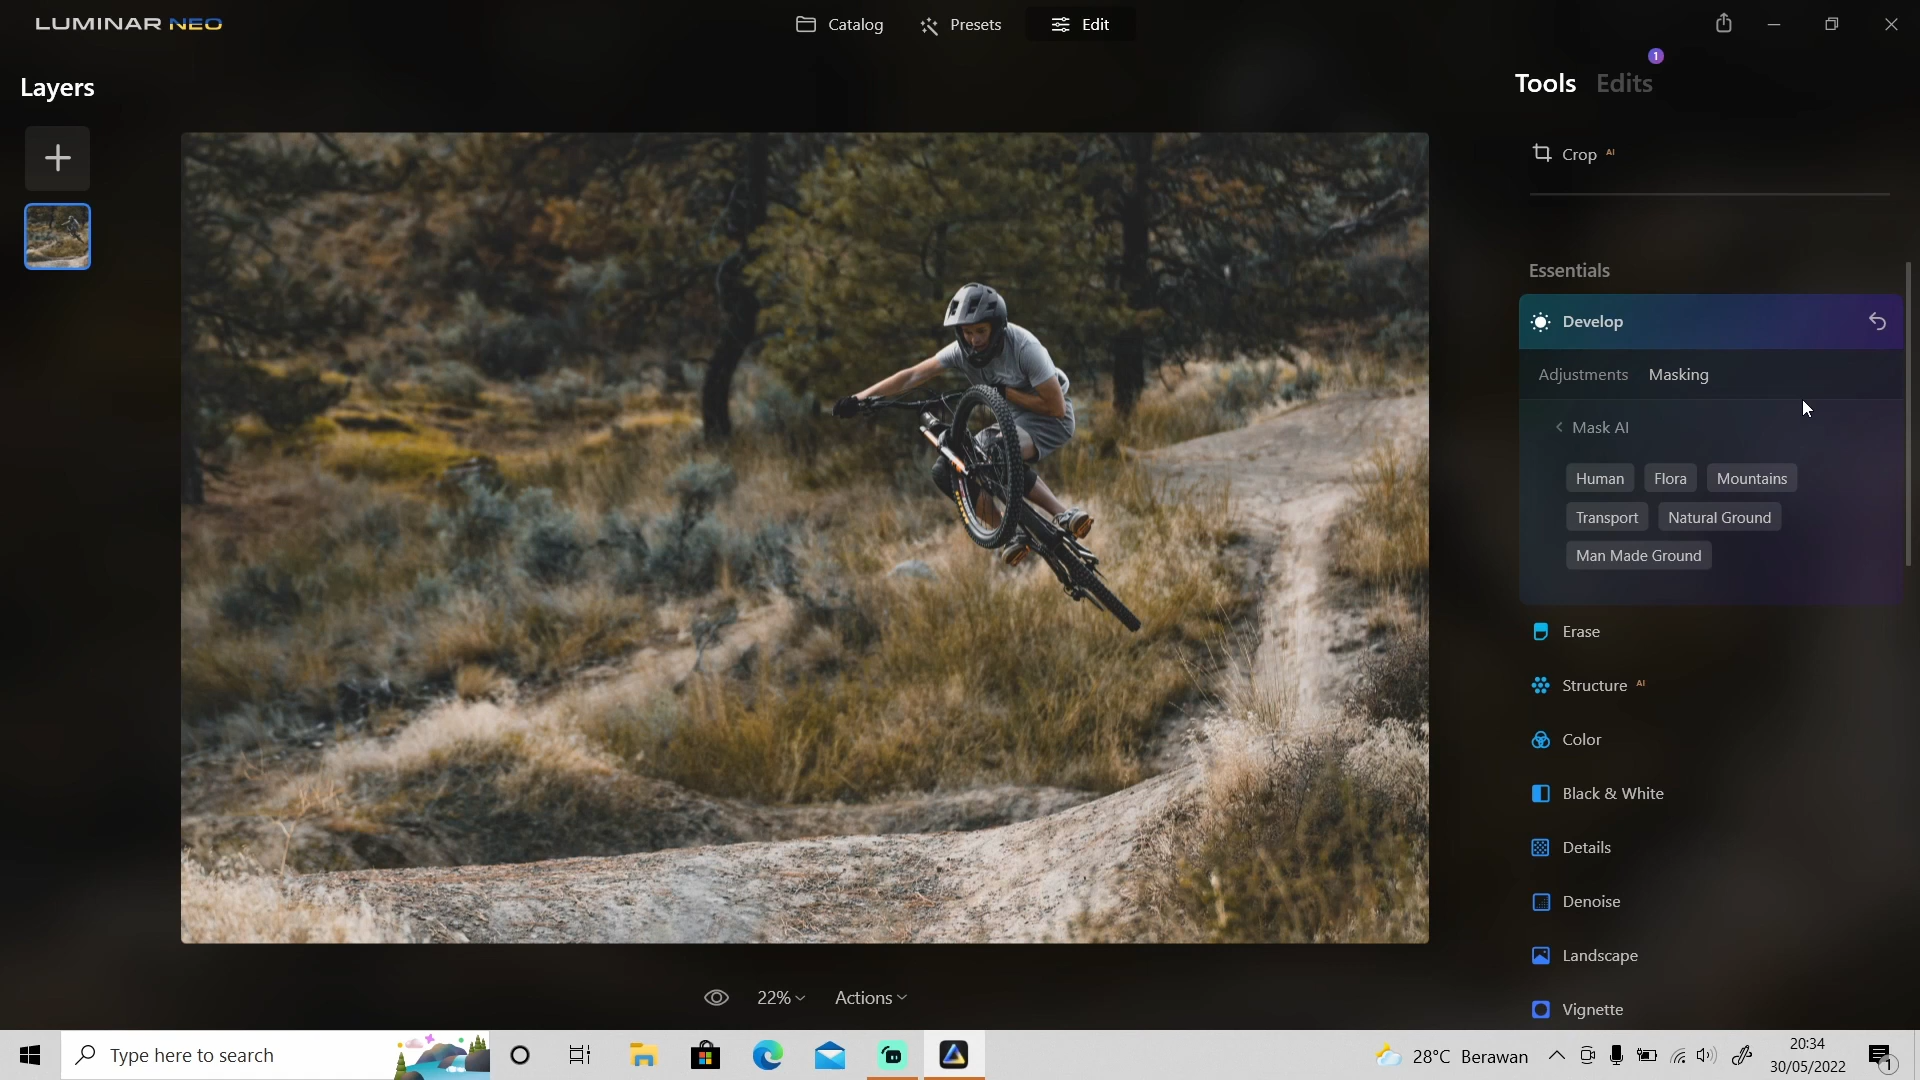 LUMINAR NEO
Catalog
Presets
Edit
Layers
Tools
Edits
1
Crop AI
Essentials
Develop
Adjustments
Masking
Mask AI
Human
Flora
Mountains
Transport
Natural Ground
Man Made Ground
Erase
Structure AI
Color
Black & White
Details
Denoise
Landscape
Vignette
22%
Actions
Type here to search
28°C Berawan
20:34
30/05/2022
1